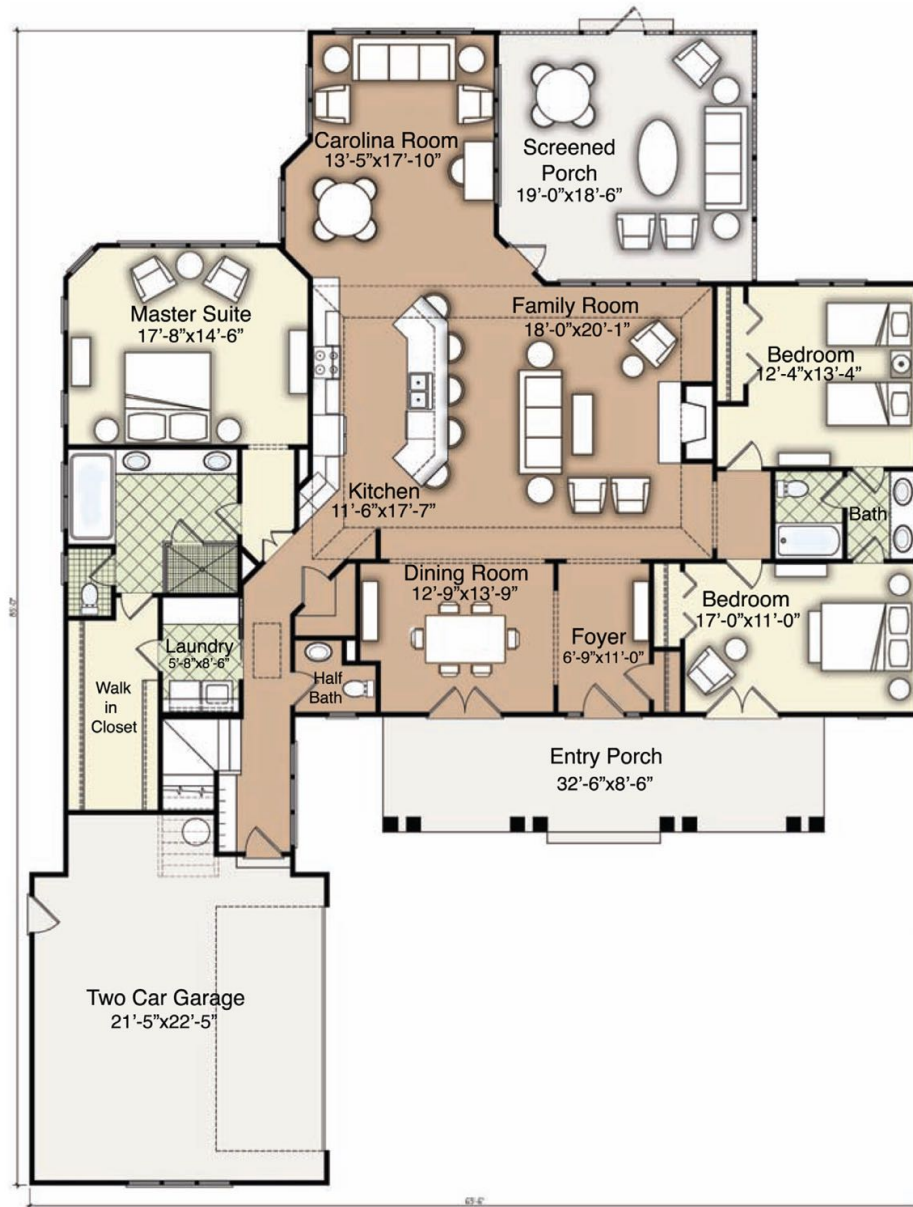 Carolina Room
13'-5"x17'-10"
Screened
Porch
19'-0"x18'-6"
Master Suite
17'-8"x14'-6"
Family Room
18'-0"x20'-1"
Bedroom
12'-4"x13'-4"
Kitchen
11'-6"x17'-7"
Bath
Dining Room
12'-9"x13'-9"
Bedroom
17'-0"x11'-0"
Foyer
6'-9"x11'-0"
Laundry
5'-8"x8'-6"
Half
Bath
Walk
in
Closet
Entry Porch
32'-6"x8'-6"
Two Car Garage
21'-5"x22'-5"